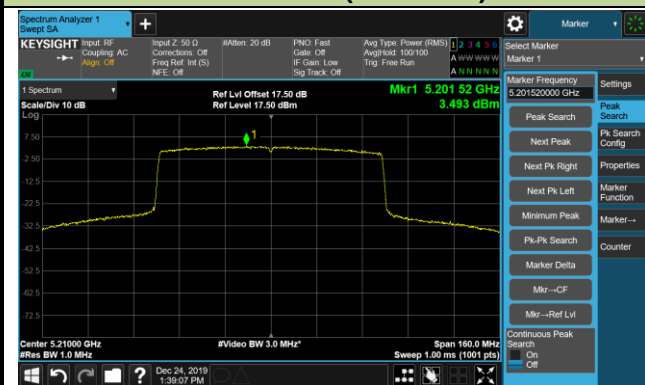 Spectrum Analyzer 1
Swept SA
+
Marker
KEYSIGHT
Input: RF
Coupling: AC
Align: Off
Input Z: 50 Ω
Corrections: Off
Freq Ref: Int (S)
NFE: Off
#Atten: 20 dB
PNO: Fast
Gate: Off
IF Gain: Low
Sig Track: Off
Avg Type: Power (RMS)
Avg|Hold: 100/100
Trig: Free Run
1 2 3 4 5 6
A W W W W W
A N N N N N
Select Marker
Marker 1
LXI
1 Spectrum
Scale/Div 10 dB
Log
Ref Lvl Offset 17.50 dB
Ref Level 17.50 dBm
Mkr1 5.201 52 GHz
3.493 dBm
7.50
-2.50
-12.5
-22.5
-32.5
-42.5
-52.5
-62.5
-72.5
1
Center 5.21000 GHz
#Res BW 1.0 MHz
#Video BW 3.0 MHz*
Span 160.0 MHz
Sweep 1.00 ms (1001 pts)
Marker Frequency
5.201520000 GHz
Peak Search
Next Peak
Next Pk Right
Next Pk Left
Minimum Peak
Pk-Pk Search
Marker Delta
Mkr→CF
Mkr→Ref Lvl
Continuous Peak
Search
On
Off
Settings
Peak
Search
Pk Search
Config
Properties
Marker
Function
Marker→
Counter
?
Dec 24, 2019
1:39:07 PM